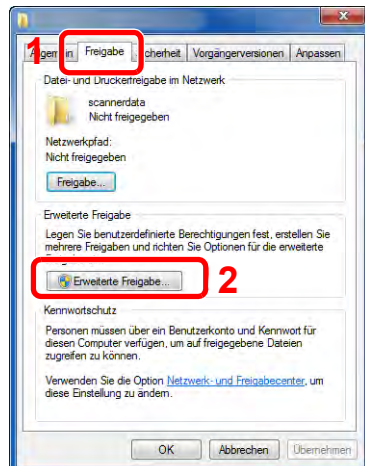 1
Allgemein Freigabe Sicherheit Vorgängerversionen Anpassen
Datei- und Druckerfreigabe im Netzwerk
scannerdata
Nicht freigegeben
Netzwerkpfad:
Nicht freigegeben
Freigabe...
Erweiterte Freigabe
Legen Sie benutzerdefinierte Berechtigungen fest, erstellen Sie
mehrere Freigaben und richten Sie Optionen für die erweiterte
Erweiterte Freigabe...
2
Kennwortschutz
Personen müssen über ein Benutzerkonto und Kennwort für
diesen Computer verfügen, um auf freigegebene Dateien
zugreifen zu können.
Verwenden Sie die Option Netzwerk- und Freigabecenter, um
diese Einstellung zu ändern.
OK Abbrechen Übernehmen